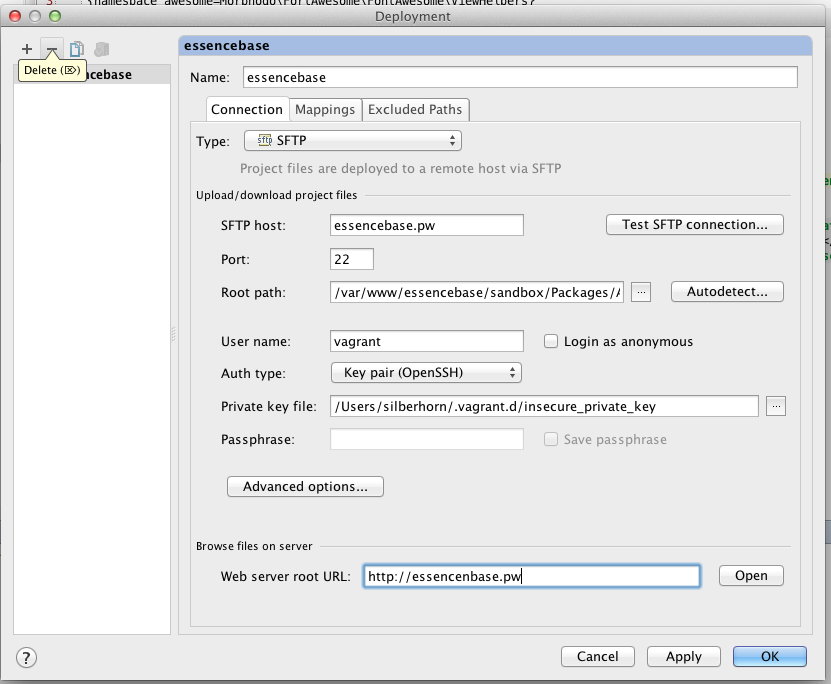 Deployment
Delete (⌦)
cebase
essencebase
Name: essencebase
Connection Mappings Excluded Paths
Type: sftp SFTP
Project files are deployed to a remote host via SFTP
Upload/download project files
SFTP host: essencebase.pw Test SFTP connection...
Port: 22
Root path: /var/www/essencebase/sandbox/Packages/A ... Autodetect...
User name: vagrant Login as anonymous
Auth type: Key pair (OpenSSH)
Private key file: /Users/silberhorn/.vagrant.d/insecure_private_key ...
Passphrase: Save passphrase
Advanced options...
Browse files on server
Web server root URL: http://essencenbase.pw Open
? Cancel Apply OK